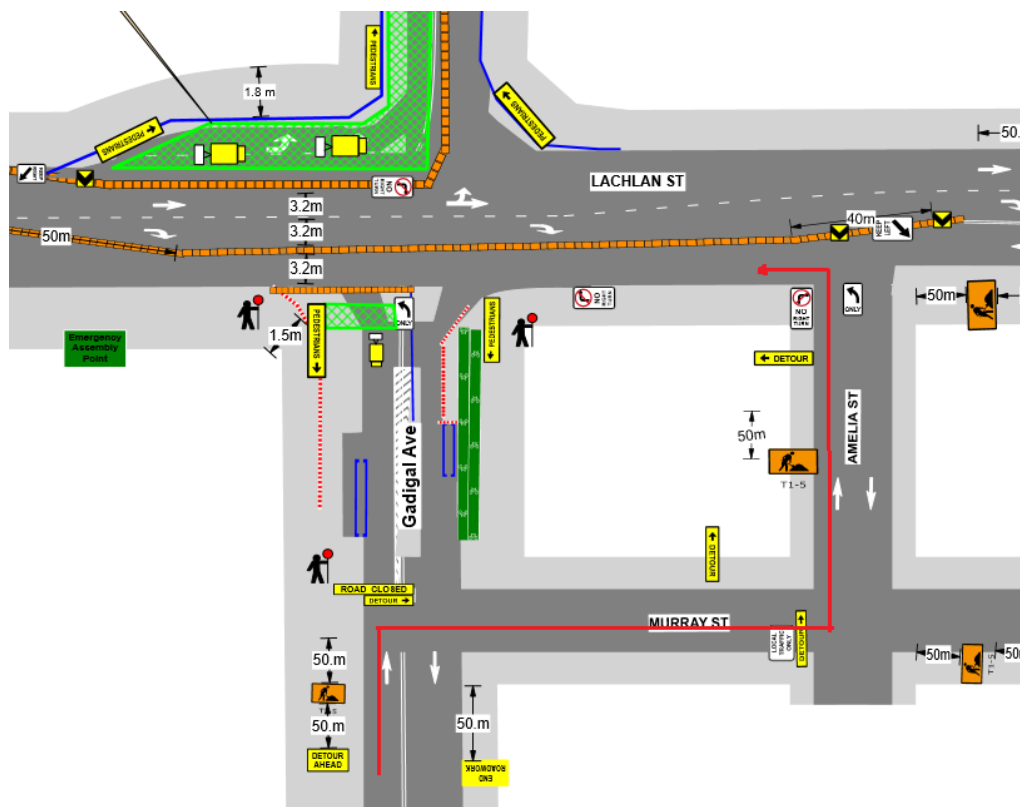 PEDESTRIANS
1.8 m
PEDESTRIANS
PEDESTRIANS
50.
KEEP
RIGHT
NO
RIGHT
TURN
LACHLAN ST
3.2m
3.2m
3.2m
50m
40m
KEEP
LEFT
PEDESTRIANS
1.5m
ONLY
PEDESTRIANS
NO
RIGHT
TURN
NO
RIGHT
TURN
ONLY
50m
Emergency
Assembly
Point
DETOUR
50m
T1-5
AMELIA ST
Gadigal Ave
DETOUR
ROAD CLOSED
DETOUR
MURRAY ST
LOCAL
TRAFFIC
ONLY
DETOUR
50m
T1-5
50.m
50.m
50.m
DETOUR
AHEAD
END
ROADWORK